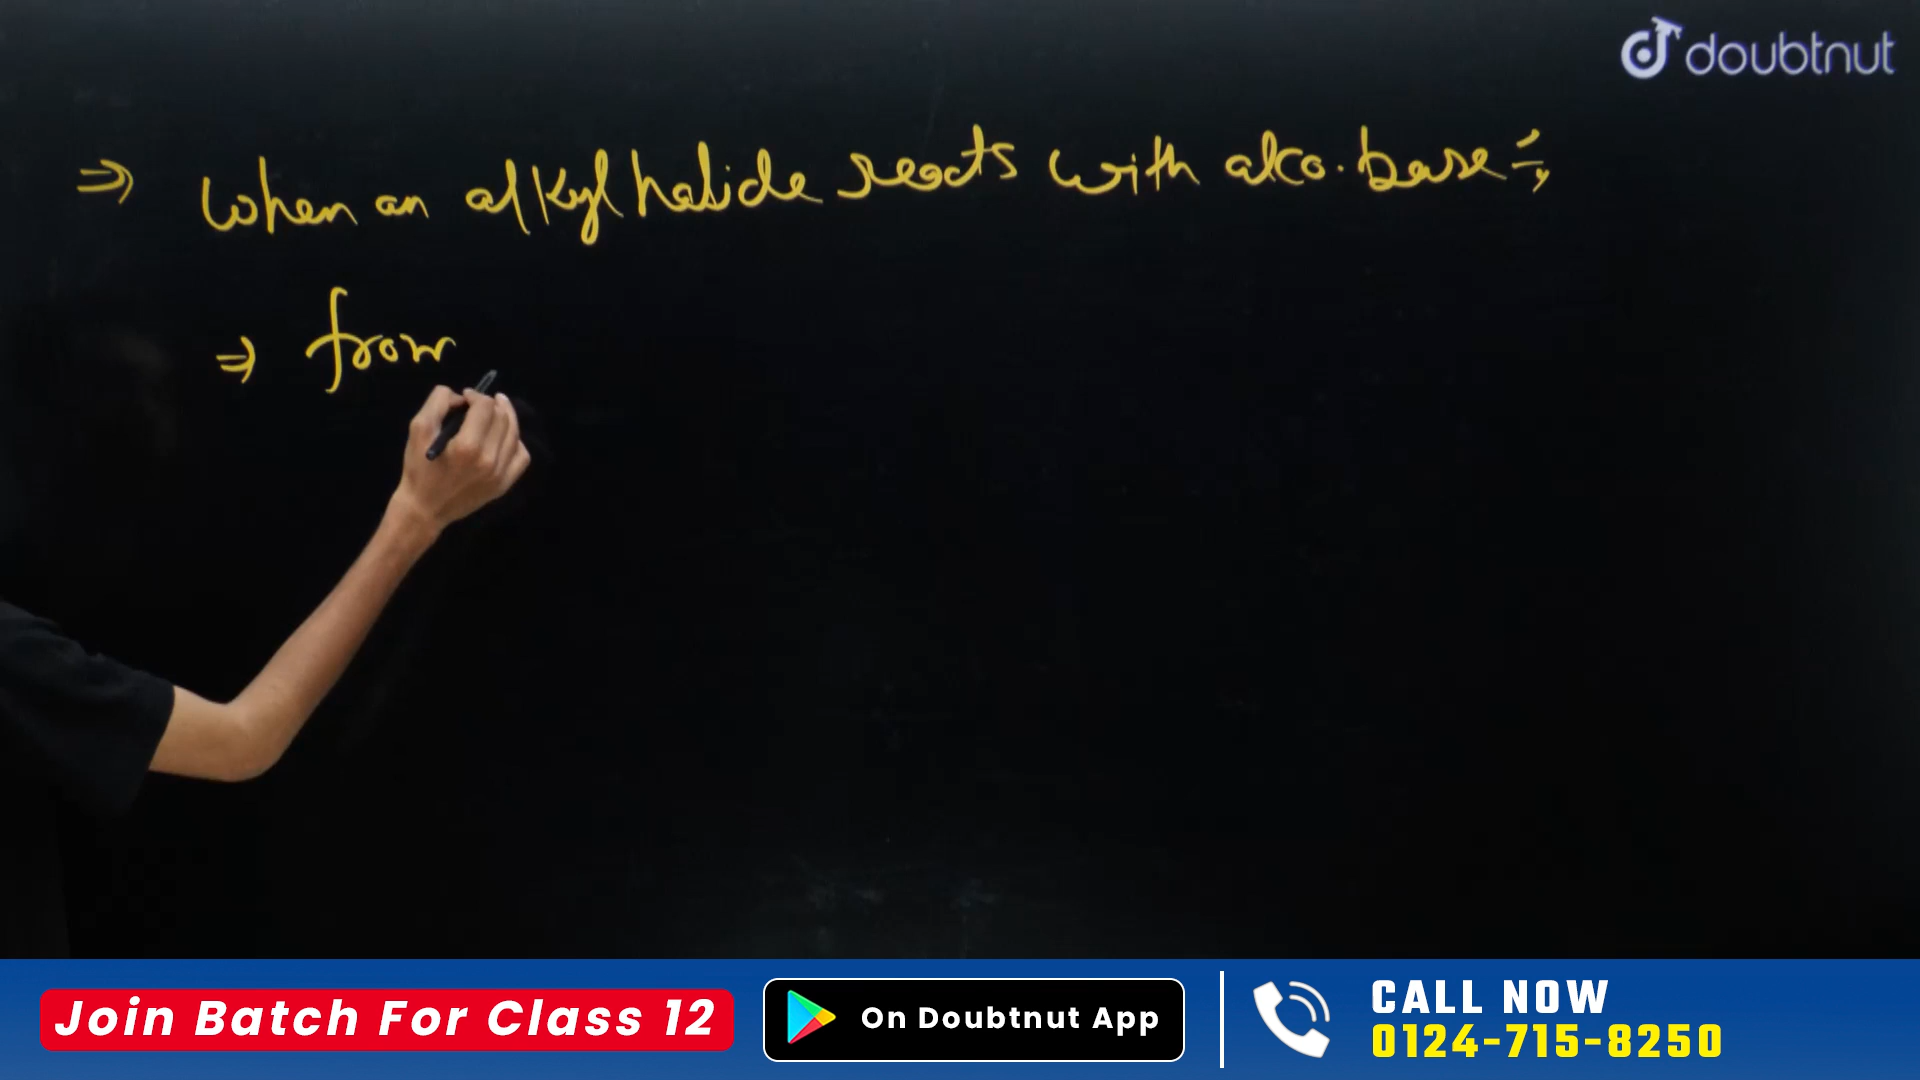 doubtnut
⇒ When an alkyl halide reacts with alco. base :-
⇒ from
Join Batch For Class 12
On Doubtnut App
CALL NOW
0124-715-8250